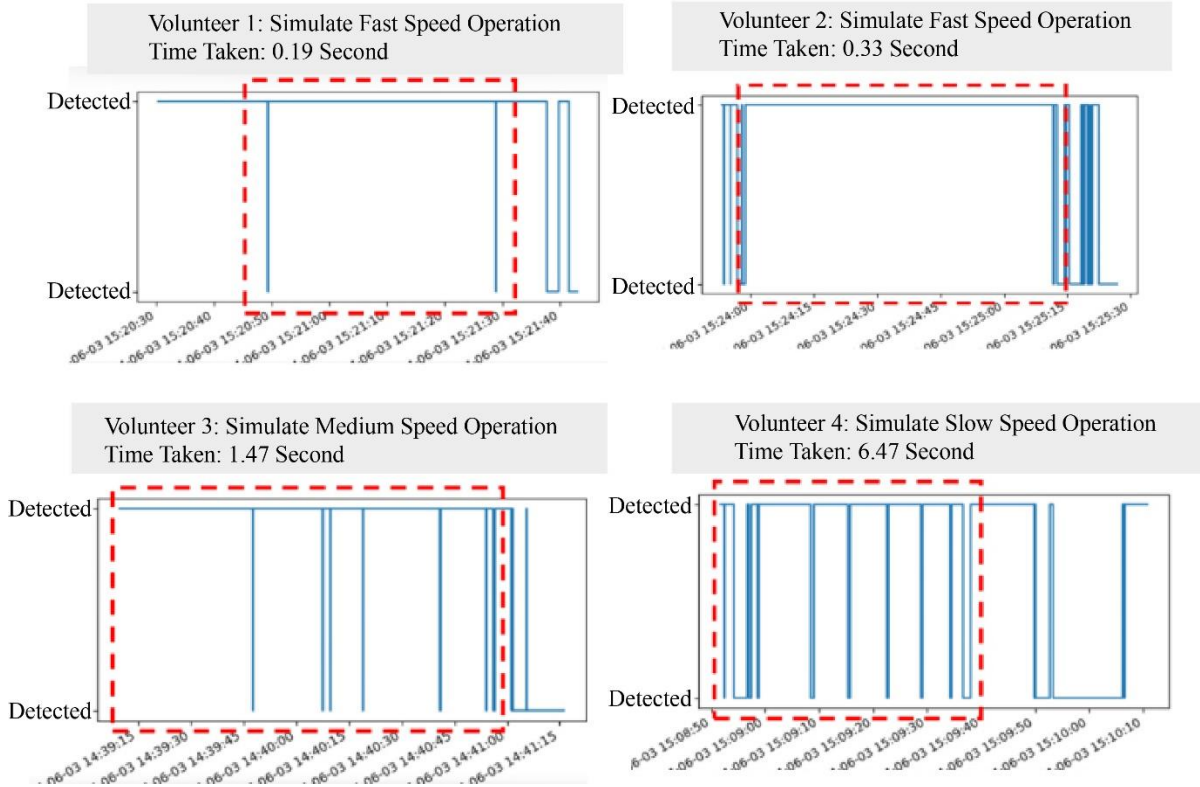 Volunteer 1: Simulate Fast Speed Operation
Time Taken: 0.19 Second
Detected
Detected
.-06-03 15:20:30
.-06-03 15:20:40
.-06-03 15:20:50
.-06-03 15:21:00
.-06-03 15:21:10
.-06-03 15:21:20
.-06-03 15:21:30
.-06-03 15:21:40
Volunteer 2: Simulate Fast Speed Operation
Time Taken: 0.33 Second
Detected
Detected
06-03 15:24:00
.-06-03 15:24:15
.-06-03 15:24:30
.-06-03 15:24:45
.-06-03 15:25:00
.-06-03 15:25:15
.-06-03 15:25:30
Volunteer 3: Simulate Medium Speed Operation
Time Taken: 1.47 Second
Detected
Detected
.-06-03 14:39:15
.-06-03 14:39:30
.-06-03 14:39:45
.-06-03 14:40:00
.-06-03 14:40:15
.-06-03 14:40:30
.-06-03 14:40:45
.-06-03 14:41:00
.-06-03 14:41:15
Volunteer 4: Simulate Slow Speed Operation
Time Taken: 6.47 Second
Detected
Detected
06-03 15:08:50
.-06-03 15:09:00
.-06-03 15:09:10
.-06-03 15:09:20
.-06-03 15:09:30
.-06-03 15:09:40
.-06-03 15:09:50
.-06-03 15:10:00
.-06-03 15:10:10